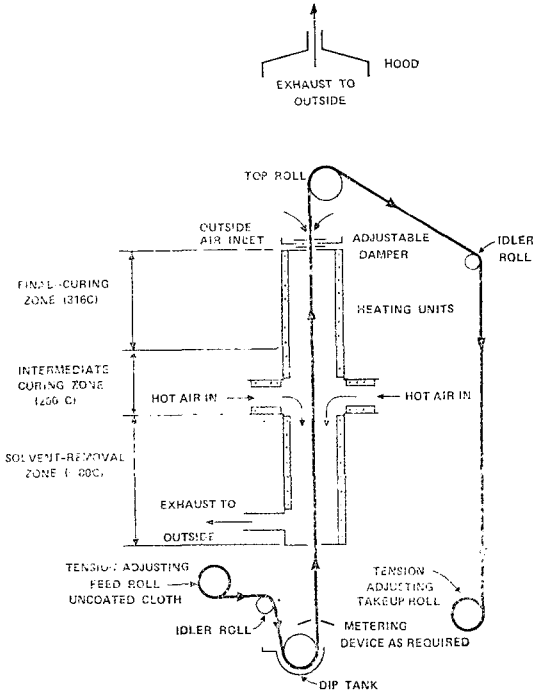 HOOD
EXHAUST TO
OUTSIDE
TOP ROLL
OUTSIDE
AIR INLET
ADJUSTABLE
DAMPER
IDLER
ROLL
FINAL-CURING
ZONE (316C)
HEATING UNITS
INTERMEDIATE
CURING ZONE
HOT AIR IN
HOT AIR IN
SOLVENT-REMOVAL
ZONE
EXHAUST TO
OUTSIDE
TENSION ADJUSTING
FEED ROLL
UNCOATED CLOTH
IDLER ROLL
TENSION
ADJUSTING
TAKEUP ROLL
METERING
DEVICE AS REQUIRED
DIP TANK